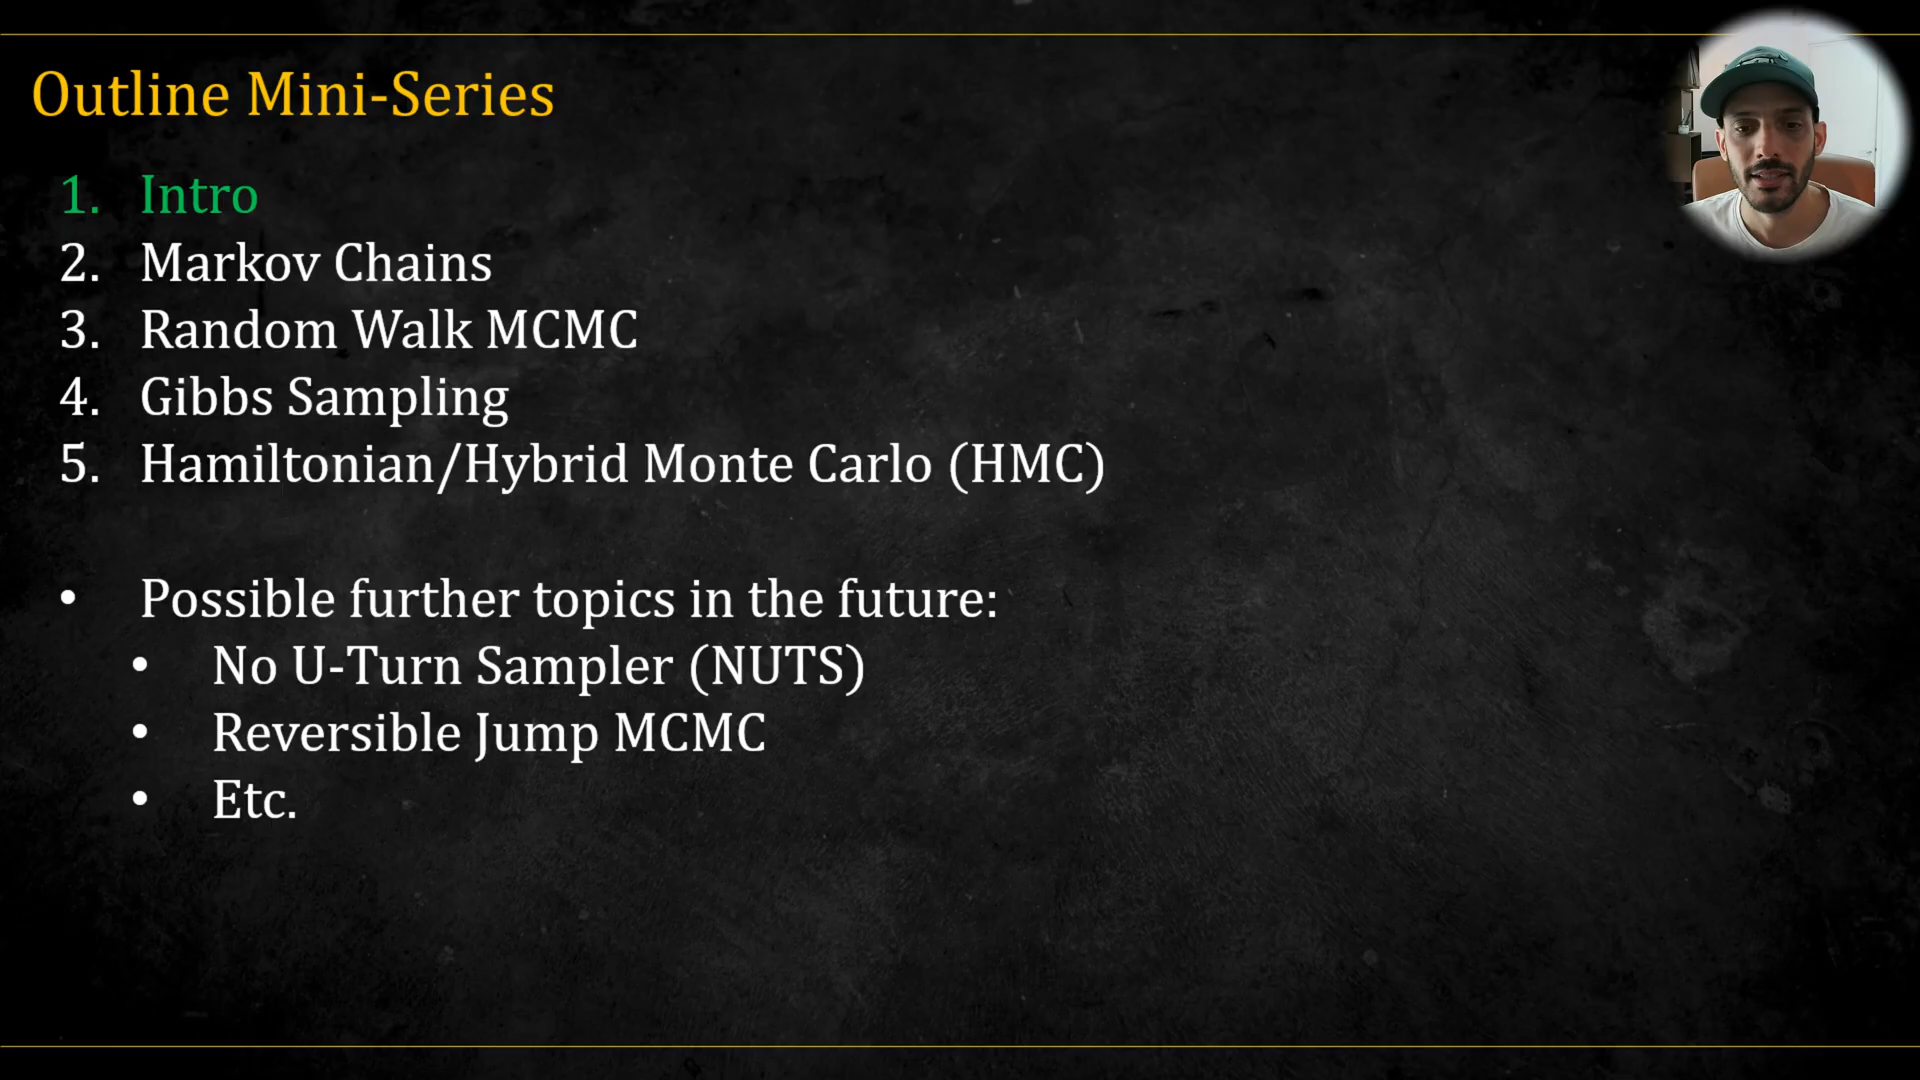 Outline Mini-Series
1. Intro
2. Markov Chains
3. Random Walk MCMC
4. Gibbs Sampling
5. Hamiltonian/Hybrid Monte Carlo (HMC)
• Possible further topics in the future:
• No U-Turn Sampler (NUTS)
• Reversible Jump MCMC
• Etc.